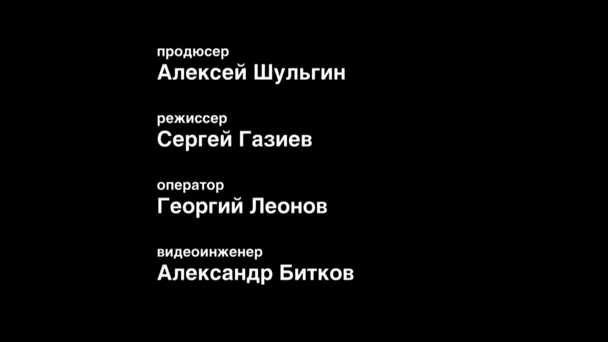 продюсер
Алексей Шульгин
режиссер
Сергей Газиев
оператор
Георгий Леонов
видеоинженер
Александр Битков